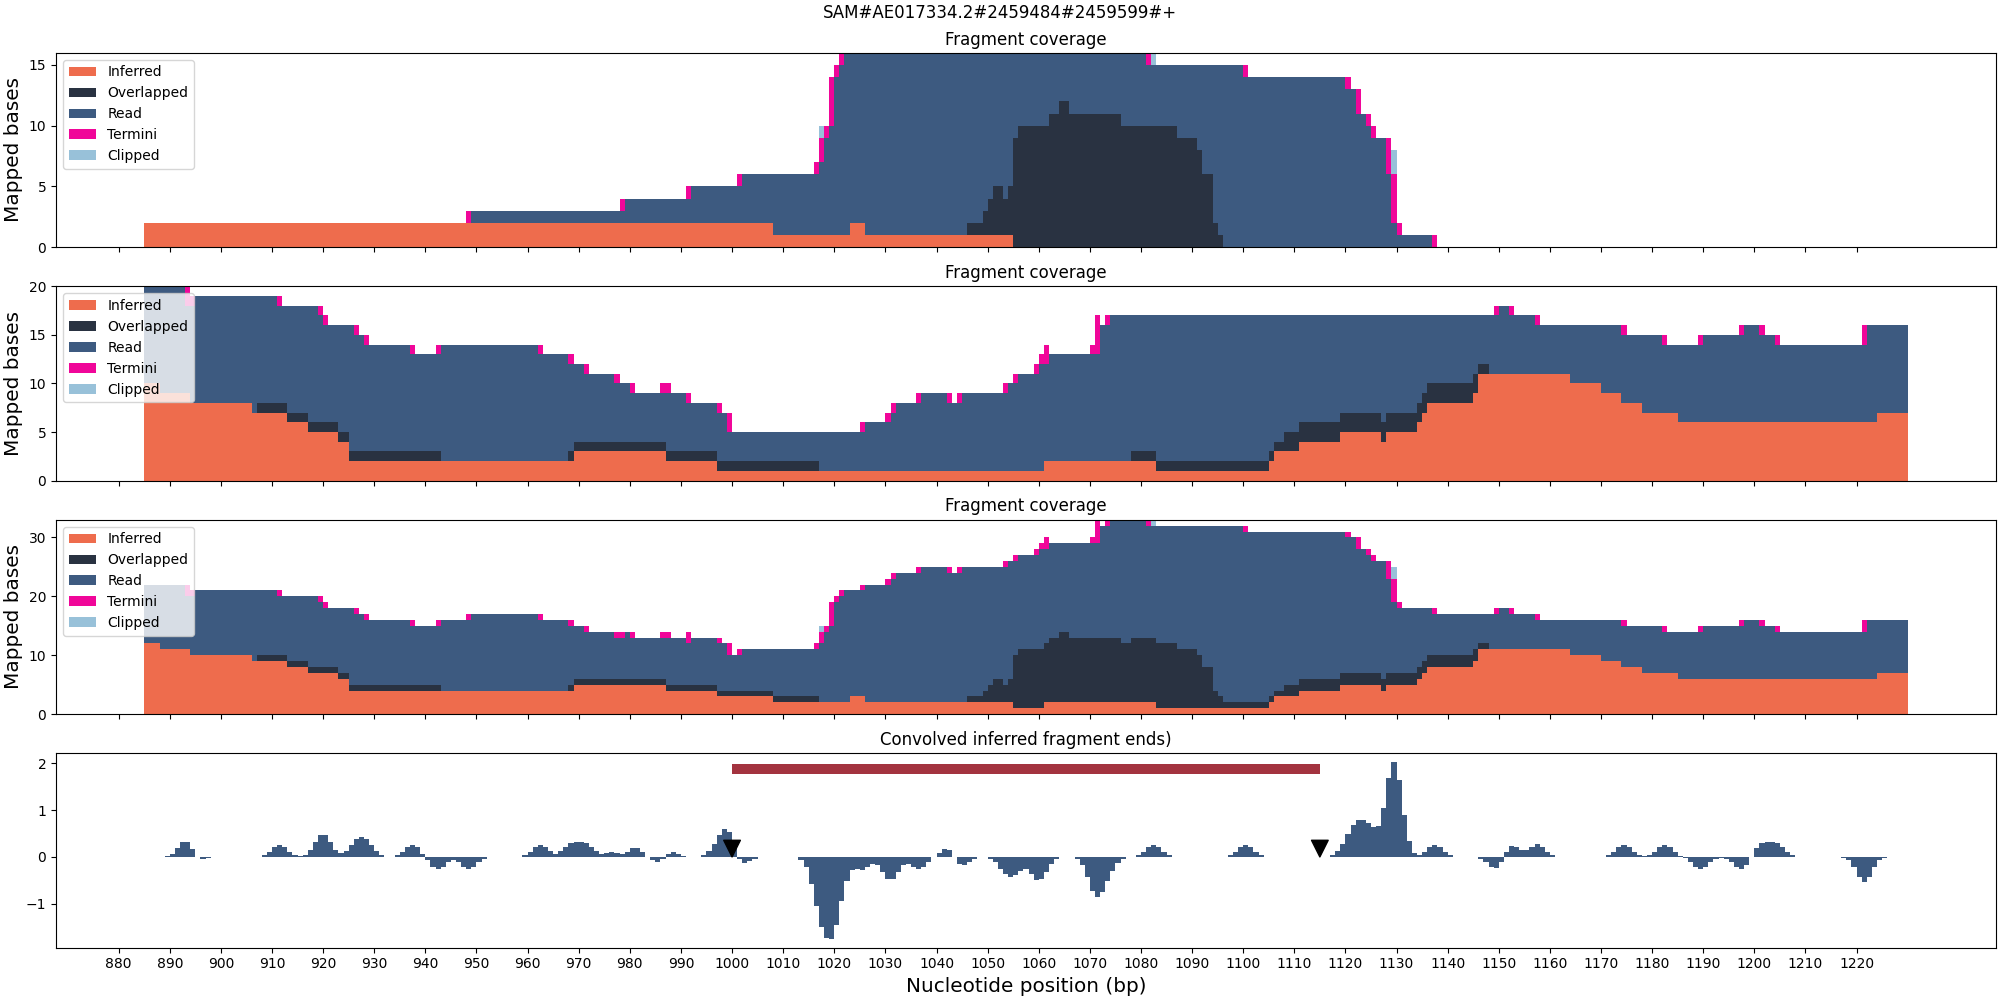 SAM#AE017334.2#2459484#2459599#+
Fragment coverage
Mapped bases
15
10
5
0
Inferred
Overlapped
Read
Termini
Clipped
Fragment coverage
Mapped bases
20
15
10
5
0
Inferred
Overlapped
Read
Termini
Clipped
Fragment coverage
Mapped bases
30
20
10
0
Inferred
Overlapped
Read
Termini
Clipped
Convolved inferred fragment ends)
2
1
0
−1
880 890 900 910 920 930 940 950 960 970 980 990 1000 1010 1020 1030 1040 1050 1060 1070 1080 1090 1100 1110 1120 1130 1140 1150 1160 1170 1180 1190 1200 1210 1220
Nucleotide position (bp)